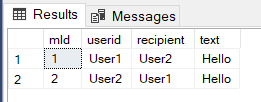 Results Messages
mId userid recipient text
1 1 User1 User2 Hello
2 2 User2 User1 Hello